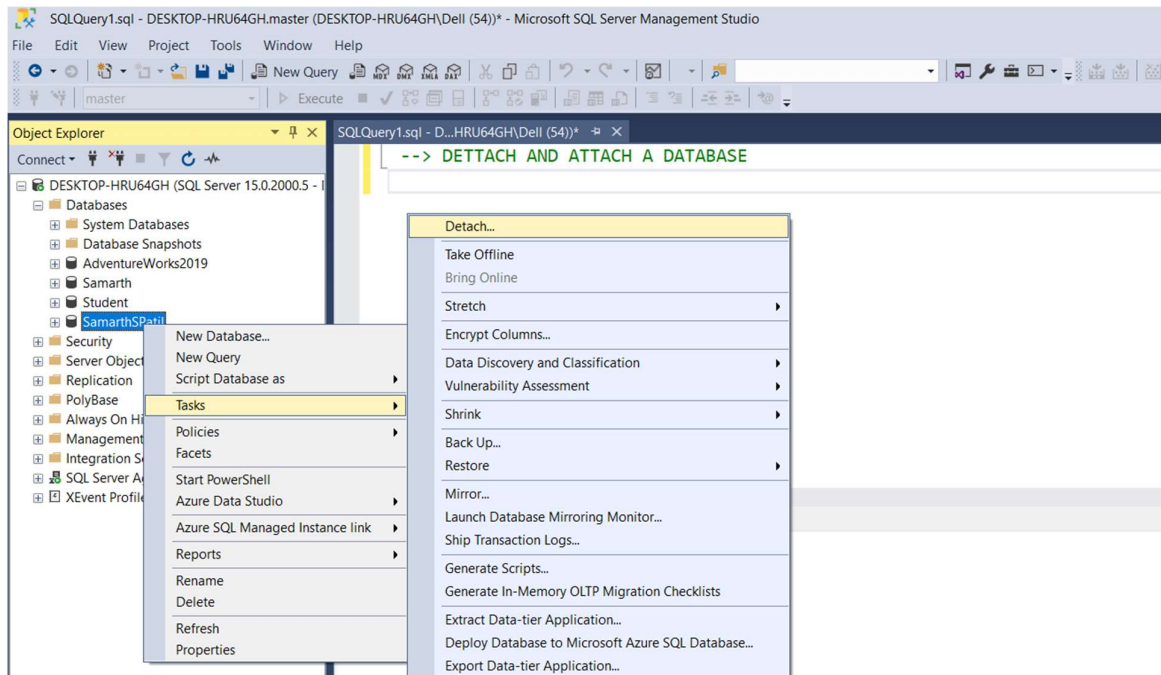 SQLQuery1.sql - DESKTOP-HRU64GH.master (DESKTOP-HRU64GH\Dell (54))* - Microsoft SQL Server Management Studio
File Edit View Project Tools Window Help
New Query MDX DMX XMLA DAX
master Execute
Object Explorer
SQLQuery1.sql - D...HRU64GH\Dell (54))*
Connect
--> DETTACH AND ATTACH A DATABASE
DESKTOP-HRU64GH (SQL Server 15.0.2000.5 - 
Databases
System Databases
Database Snapshots
AdventureWorks2019
Samarth
Student
SamarthSPatil
Security
Server Object
Replication
PolyBase
Always On Hi
Management
Integration S
SQL Server A
XEvent Profile
New Database...
New Query
Script Database as
Tasks
Policies
Facets
Start PowerShell
Azure Data Studio
Azure SQL Managed Instance link
Reports
Rename
Delete
Refresh
Properties
Detach...
Take Offline
Bring Online
Stretch
Encrypt Columns...
Data Discovery and Classification
Vulnerability Assessment
Shrink
Back Up...
Restore
Mirror...
Launch Database Mirroring Monitor...
Ship Transaction Logs...
Generate Scripts...
Generate In-Memory OLTP Migration Checklists
Extract Data-tier Application...
Deploy Database to Microsoft Azure SQL Database...
Export Data-tier Application...